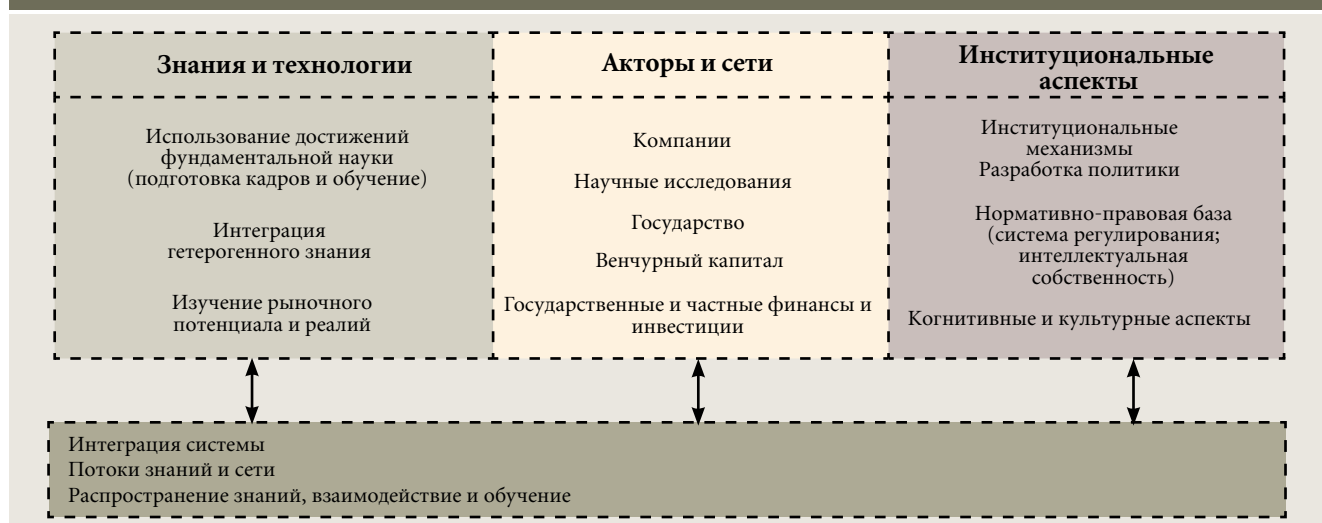 Знания и технологии
Использование достижений
фундаментальной науки
(подготовка кадров и обучение)
Интеграция
гетерогенного знания
Изучение рыночного
потенциала и реалий
Акторы и сети
Компании
Научные исследования
Государство
Венчурный капитал
Государственные и частные финансы и
инвестиции
Институциональные
аспекты
Институциональные
механизмы
Разработка политики
Нормативно-правовая база
(система регулирования;
интеллектуальная
собственность)
Когнитивные и культурные аспекты
Интеграция системы
Потоки знаний и сети
Распространение знаний, взаимодействие и обучение